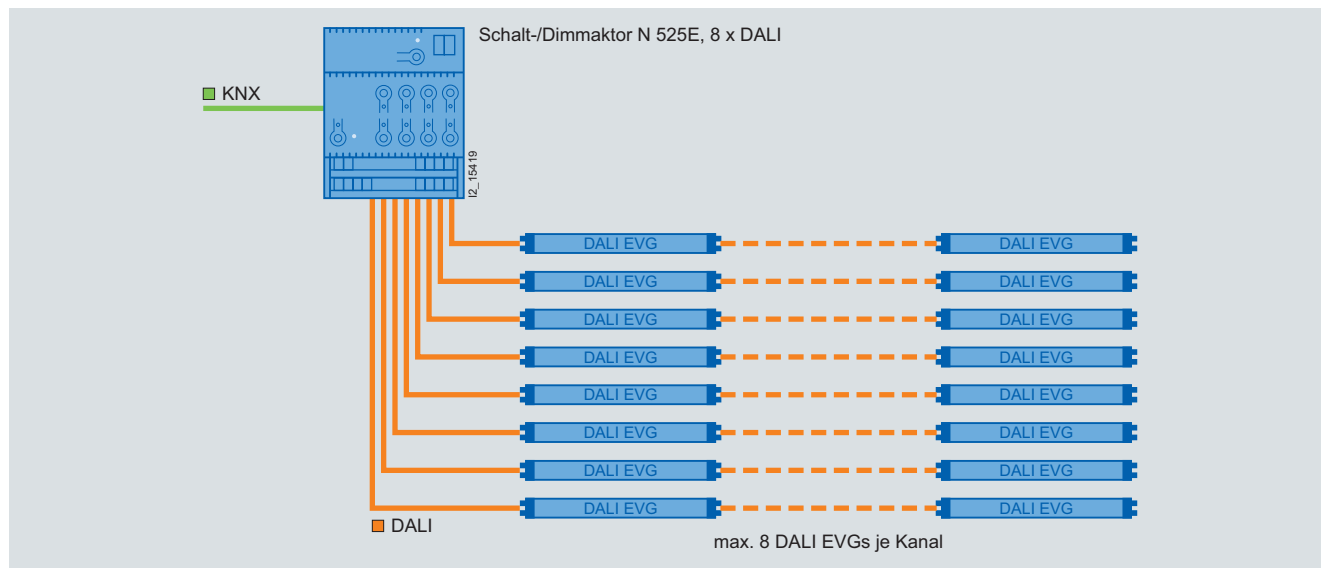 Schalt-/Dimmaktor N 525E, 8 x DALI
KNX
I2_15419
DALI EVG DALI EVG
DALI EVG DALI EVG
DALI EVG DALI EVG
DALI EVG DALI EVG
DALI EVG DALI EVG
DALI EVG DALI EVG
DALI EVG DALI EVG
DALI EVG DALI EVG
DALI
max. 8 DALI EVGs je Kanal